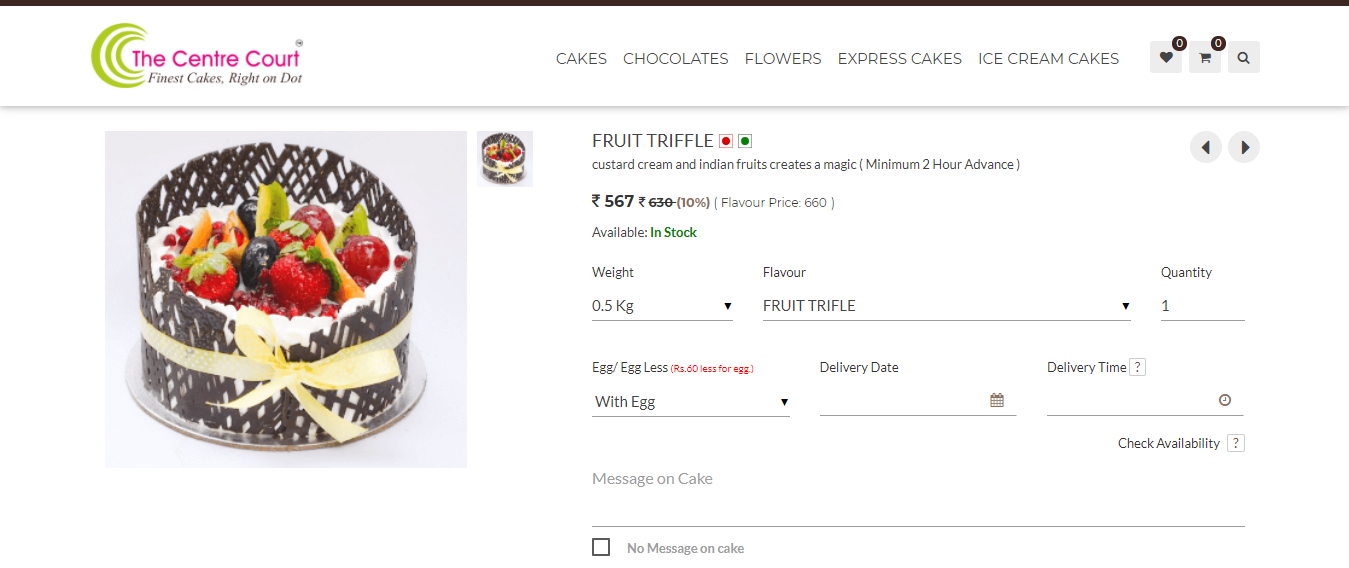 The Centre Court
TM
Finest Cakes, Right on Dot
CAKES CHOCOLATES FLOWERS EXPRESS CAKES ICE CREAM CAKES
0 0
FRUIT TRIFFLE
custard cream and indian fruits creates a magic ( Minimum 2 Hour Advance )
₹ 567 ₹ 630 (10%) ( Flavour Price: 660 )
Available: In Stock
Weight Flavour Quantity
0.5 Kg ▼ FRUIT TRIFLE ▼ 1
Egg/ Egg Less (Rs.60 less for egg.) Delivery Date Delivery Time ?
With Egg ▼
Check Availability ?
Message on Cake
No Message on cake